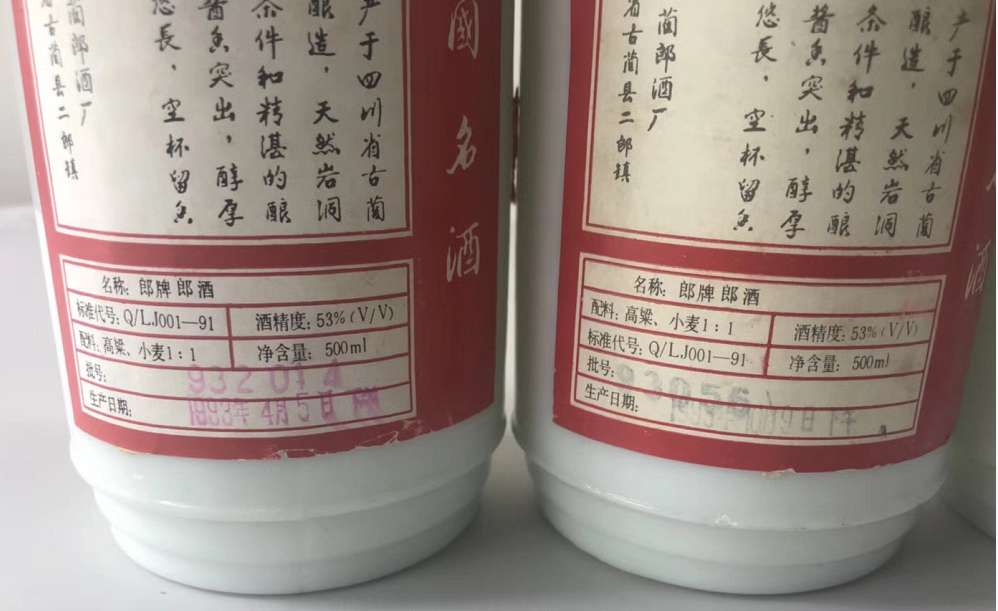 國名酒
产于四川省古蔺
酿造，天然岩洞
条件和精湛的酿
酱香突出，醇厚
悠長，空杯留香
蔺郎酒厂
省古蔺县二郎镇
名称：郎牌郎酒
标准代号：Q/LJ001—91 酒精度：53%（V/V）
配料：高粱、小麦1：1 净含量：500ml
批号：932014
生产日期：1993年4月5日
酒
产于四川省古蔺
酿造，天然岩洞
条件和精湛的酿
酱香突出，醇厚
悠長，空杯留香
蔺郎酒厂
省古蔺县二郎镇
名称：郎牌郎酒
配料：高粱、小麦1：1 酒精度：53%（V/V）
标准代号：Q/LJ001—91 净含量：500ml
批号：
生产日期：